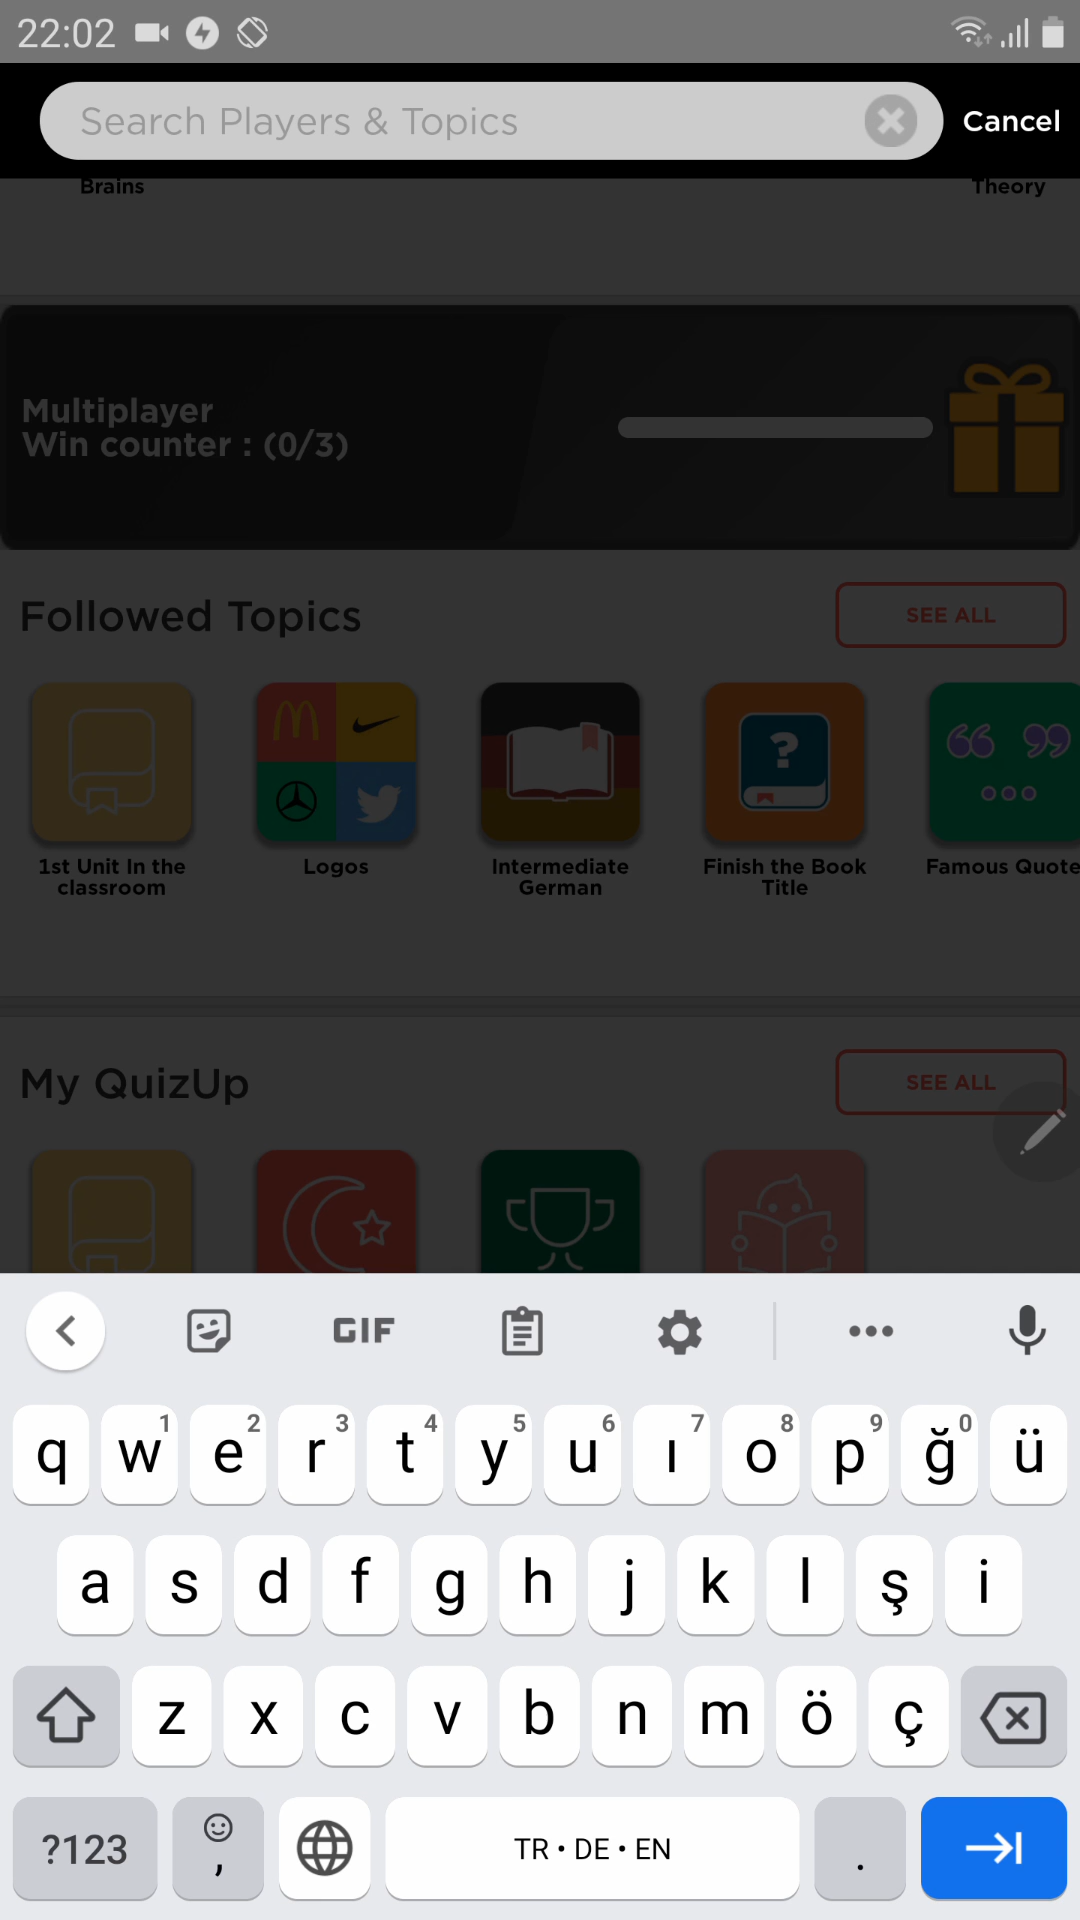 22:02
Search Players & Topics
Cancel
Brains
Theory
Multiplayer
Win counter : (0/3)
Followed Topics
SEE ALL
1st Unit In the
classroom
Logos
Intermediate
German
Finish the Book
Title
Famous Quote
My QuizUp
SEE ALL
GIF
q w 1 e 2 r 3 t 4 y 5 u 6 ı 7 o 8 p 9 ğ 0 ü
a s d f g h j k l ş i
z x c v b n m ö ç
?123 , TR • DE • EN .